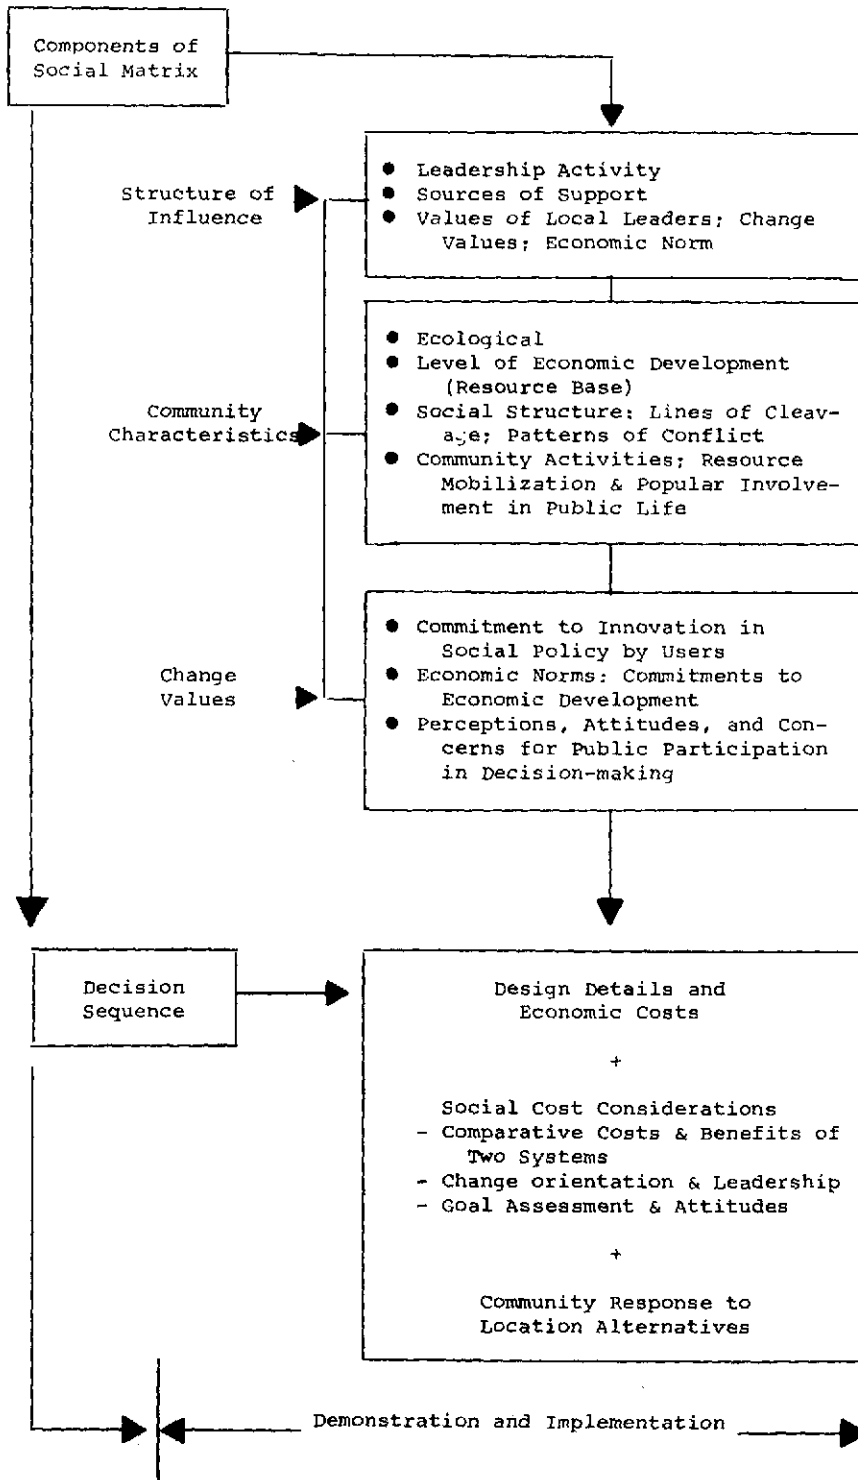 Components of
Social Matrix
Structure of
Influence
● Leadership Activity
● Sources of Support
● Values of Local Leaders; Change
Values; Economic Norm
Community
Characteristics
● Ecological
● Level of Economic Development
(Resource Base)
● Social Structure: Lines of Cleav-
age; Patterns of Conflict
● Community Activities; Resource
Mobilization & Popular Involve-
ment in Public Life
Change
Values
● Commitment to Innovation in
Social Policy by Users
● Economic Norms: Commitments to
Economic Development
● Perceptions, Attitudes, and Con-
cerns for Public Participation
in Decision-making
Decision
Sequence
Design Details and
Economic Costs
+
Social Cost Considerations
- Comparative Costs & Benefits of
Two Systems
- Change orientation & Leadership
- Goal Assessment & Attitudes
+
Community Response to
Location Alternatives
Demonstration and Implementation